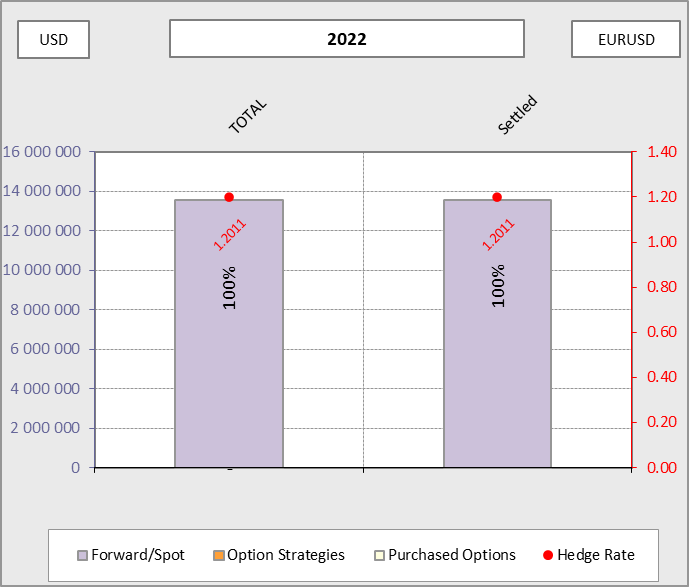 USD 2022 EURUSD
TOTAL Settled
16 000 000 1.40
14 000 000 1.20
12 000 000 1.00
10 000 000 0.80
8 000 000 0.60
6 000 000 0.40
4 000 000 0.20
2 000 000 0.00
0
1.2011 1.2011
100% 100%
-
Forward/Spot Option Strategies Purchased Options Hedge Rate